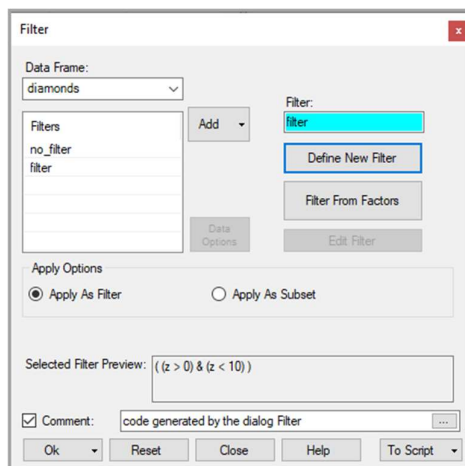 Filter
x
Data Frame:
diamonds
Filters
no_filter
filter
Add
Data
Options
Filter:
filter
Define New Filter
Filter From Factors
Edit Filter
Apply Options
Apply As Filter
Apply As Subset
Selected Filter Preview:
( (z > 0) & (z < 10) )
Comment:
code generated by the dialog Filter
...
Ok
Reset
Close
Help
To Script